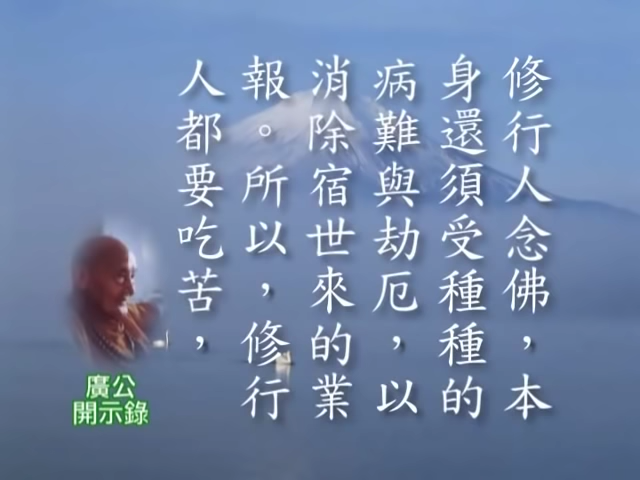 修行人念佛，本
身還須受種種的
病難與劫厄，以
消除宿世來的業
報。所以，修行
人都要吃苦，
廣公
開示錄